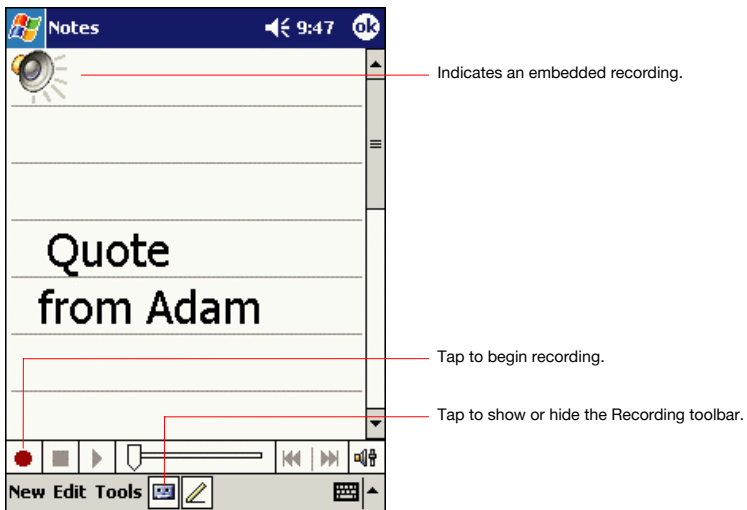 Notes 9:47 ok
Indicates an embedded recording.
Quote
from Adam
Tap to begin recording.
Tap to show or hide the Recording toolbar.
New Edit Tools